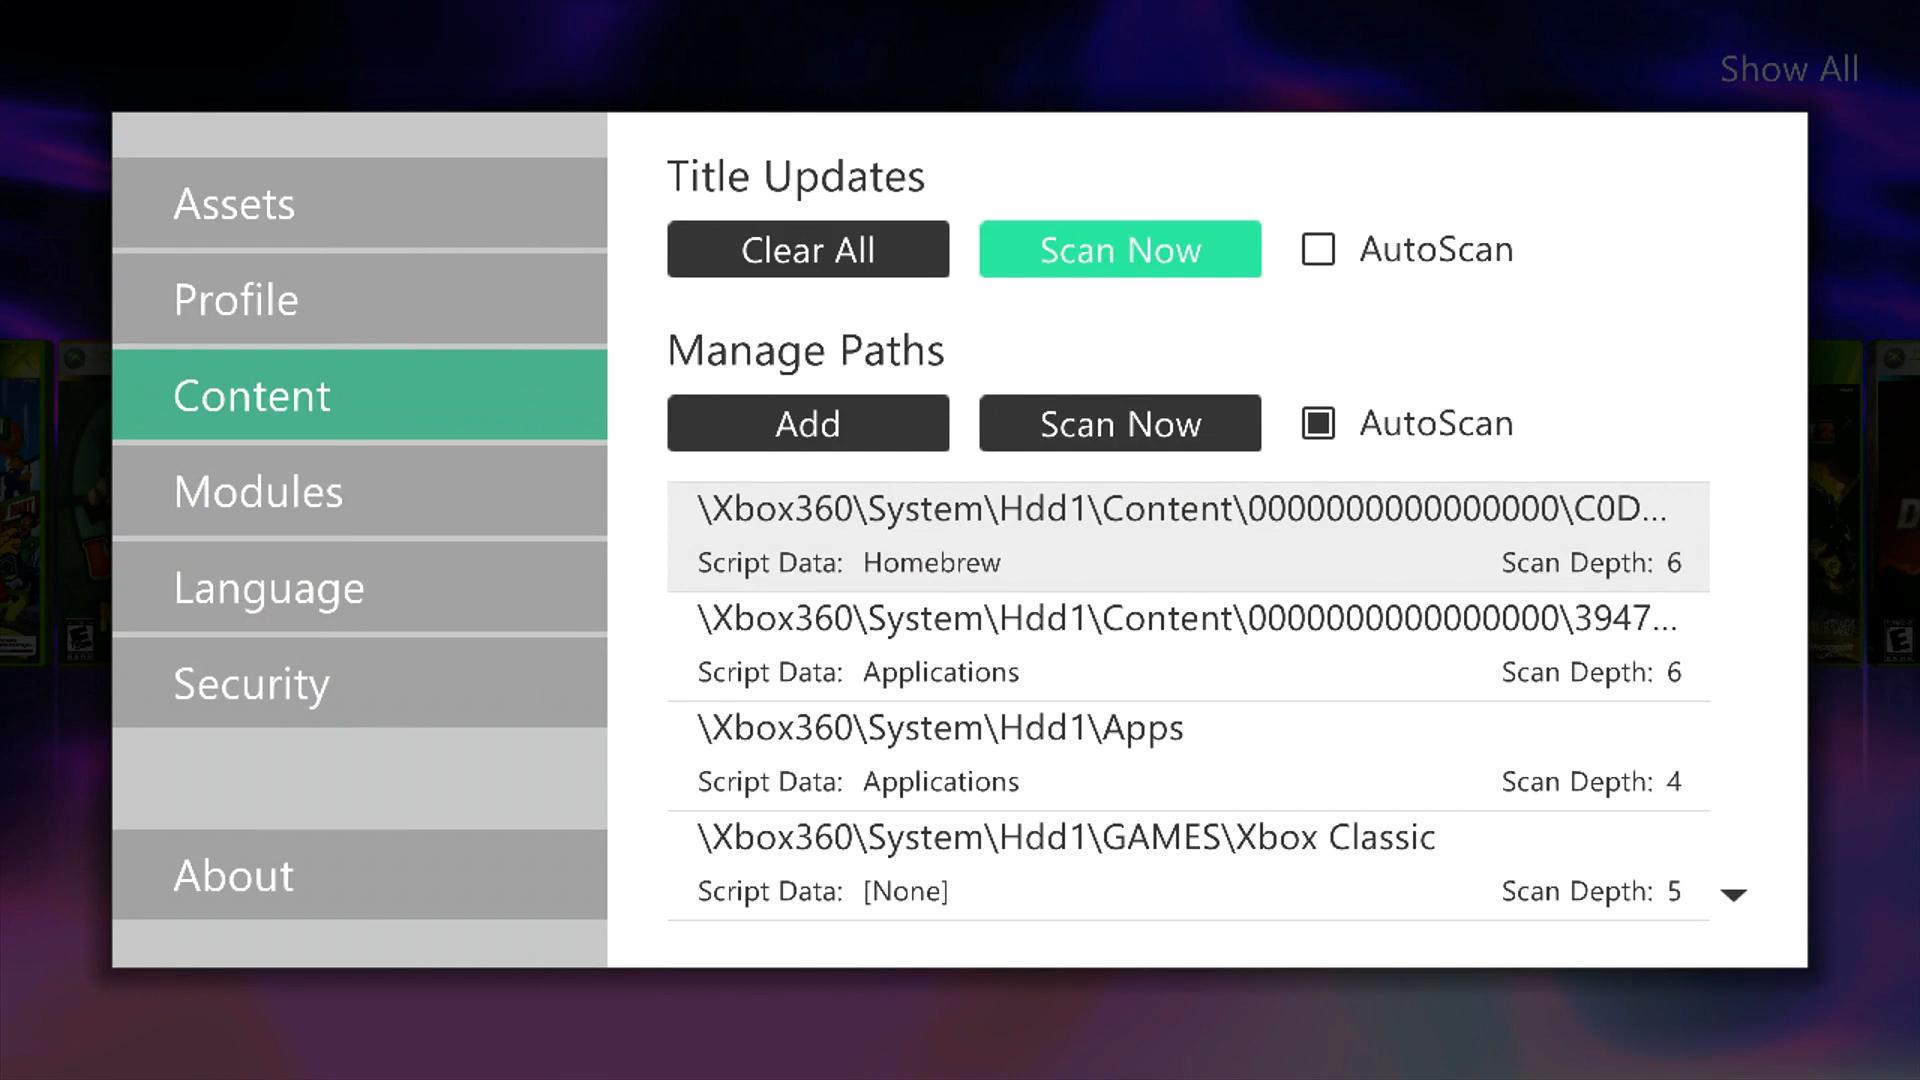 Show All
Assets
Profile
Content
Modules
Language
Security
About
Title Updates
Clear All
Scan Now
AutoScan
Manage Paths
Add
Scan Now
AutoScan
\Xbox360\System\Hdd1\Content\0000000000000000\C0D...
Script Data: Homebrew
Scan Depth: 6
\Xbox360\System\Hdd1\Content\0000000000000000\3947...
Script Data: Applications
Scan Depth: 6
\Xbox360\System\Hdd1\Apps
Script Data: Applications
Scan Depth: 4
\Xbox360\System\Hdd1\GAMES\Xbox Classic
Script Data: [None]
Scan Depth: 5